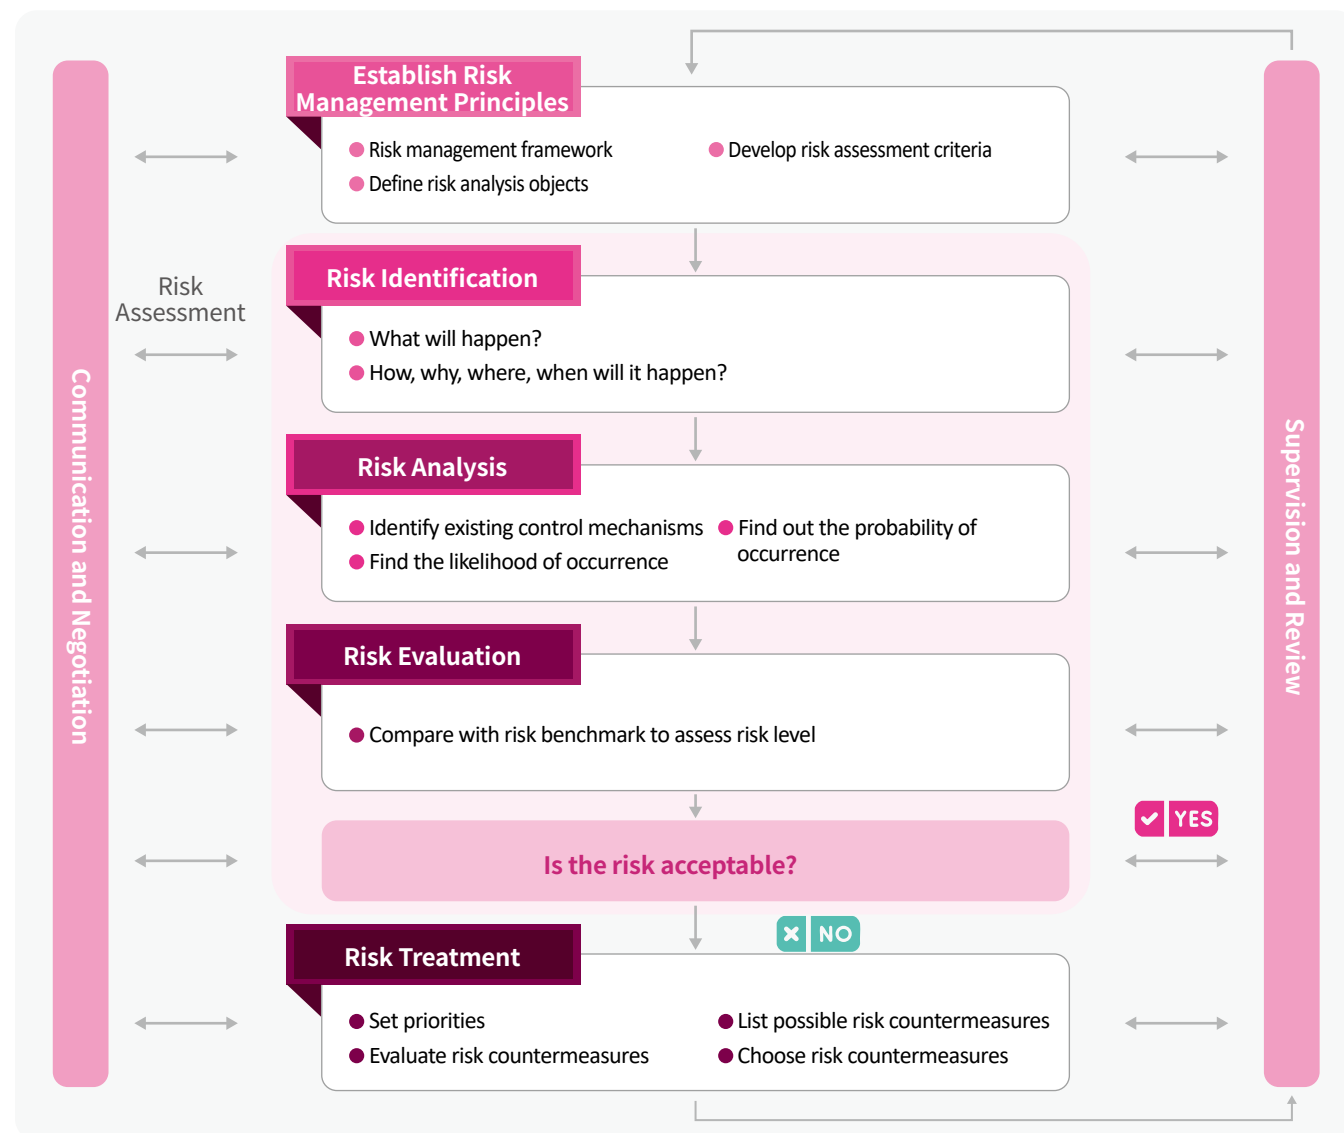 Establish Risk
Management Principles
Risk management framework
Develop risk assessment criteria
Define risk analysis objects
Risk
Assessment
Risk Identification
What will happen?
How, why, where, when will it happen?
Communication and Negotiation
Supervision and Review
Risk Analysis
Identify existing control mechanisms
Find out the probability of
occurrence
Find the likelihood of occurrence
Risk Evaluation
Compare with risk benchmark to assess risk level
YES
Is the risk acceptable?
NO
Risk Treatment
Set priorities
List possible risk countermeasures
Evaluate risk countermeasures
Choose risk countermeasures